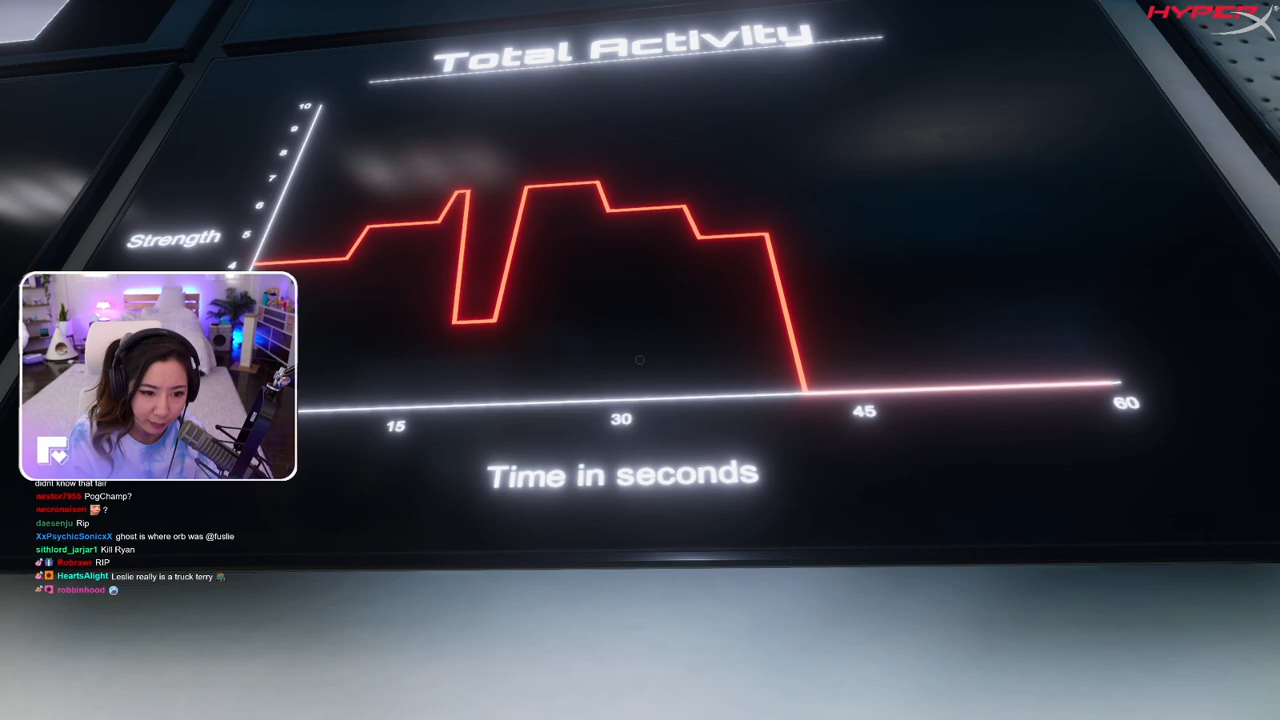 HYPERX
Total Activity
10
9
8
7
6
5
4
Strength
15
30
45
60
Time in seconds
didnt know that fair
nestor7955 PogChamp?
necronoisen ?
daesenju Rip
XxPsychicSonicxX ghost is where orb was @fuslie
sithlord_jarjar1 Kill Ryan
Robrawr RIP
HeartsAlight Leslie really is a truck terry
robbinhood